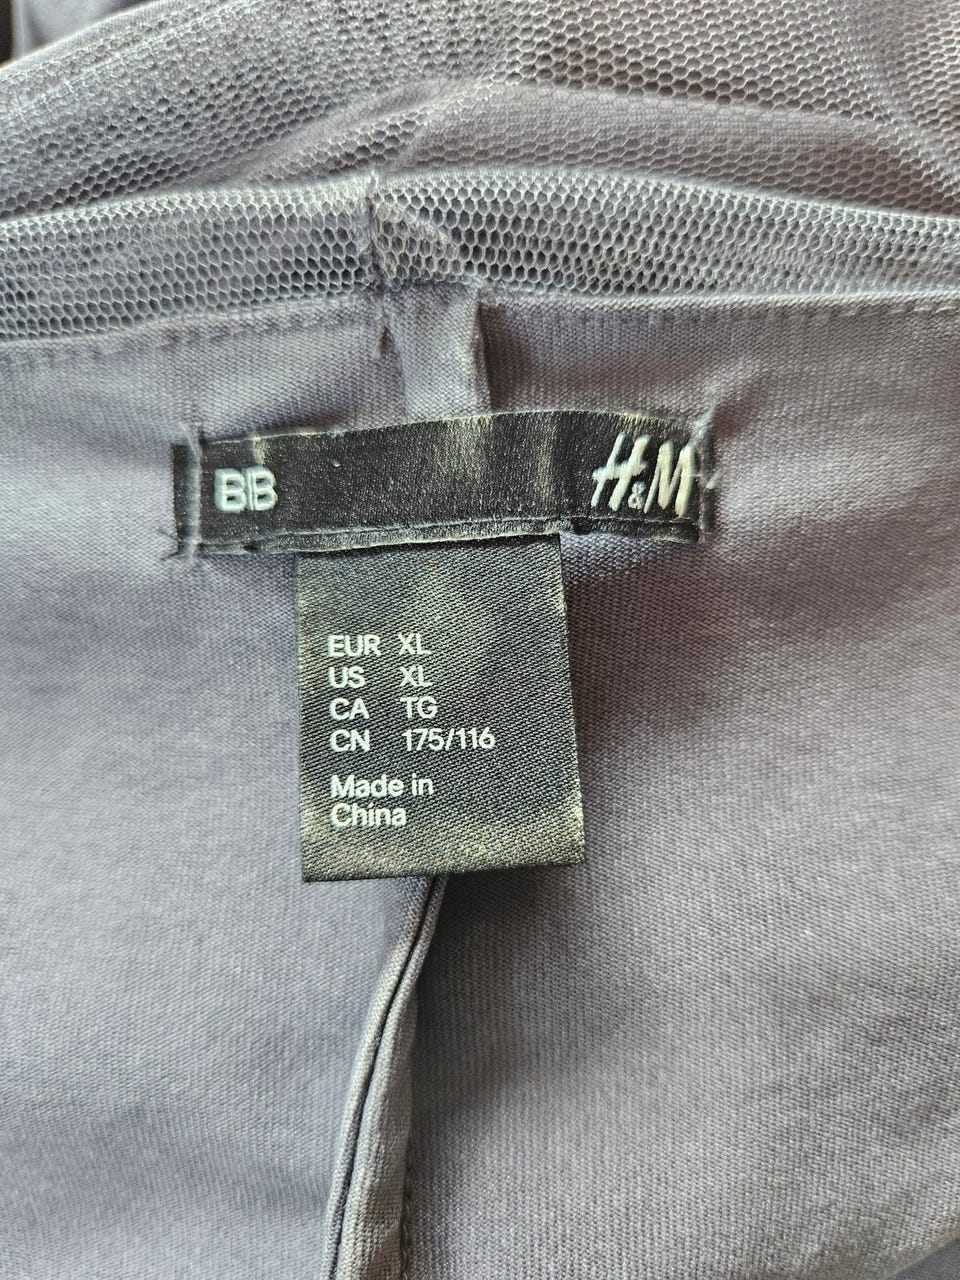 BB H&M
EUR XL
US XL
CA TG
CN 175/116
Made in
China